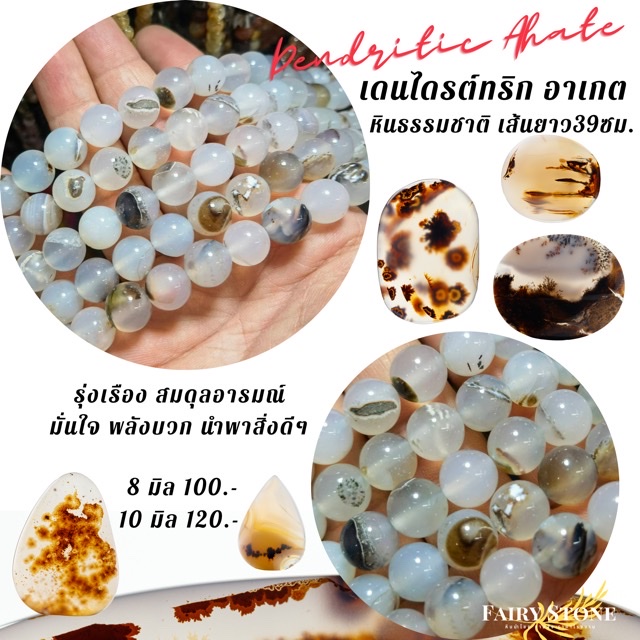 Dendritic Ahate
เดนไดรต์ทริก อาเกต
หินธรรมชาติ เส้นยาว39ซม.
รุ่งเรือง สมดุลอารมณ์
มั่นใจ พลังบวก นำพาสิ่งดีๆ
8 มิล 100.-
10 มิล 120.-
FAIRY STONE